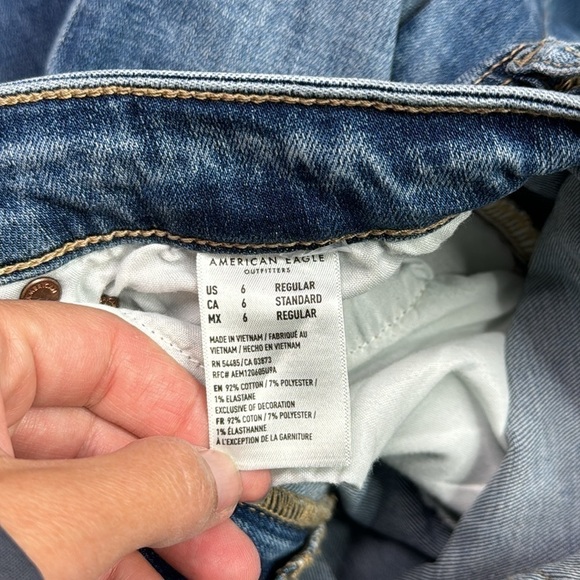 AMERICAN EAGLE
OUTFITTERS
US 6 REGULAR
CA 6 STANDARD
MX 6 REGULAR
MADE IN VIETNAM / FABRIQUÉ AU
VIETNAM / HECHO EN VIETNAM
RN 54485/CA 03873
RFC# AEM120605U9A
EN 92% COTTON / 7% POLYESTER /
1% ELASTANE
EXCLUSIVE OF DECORATION
FR 92% COTON / 7% POLYESTER /
1% ÉLASTHANNE
À L'EXCEPTION DE LA GARNITURE